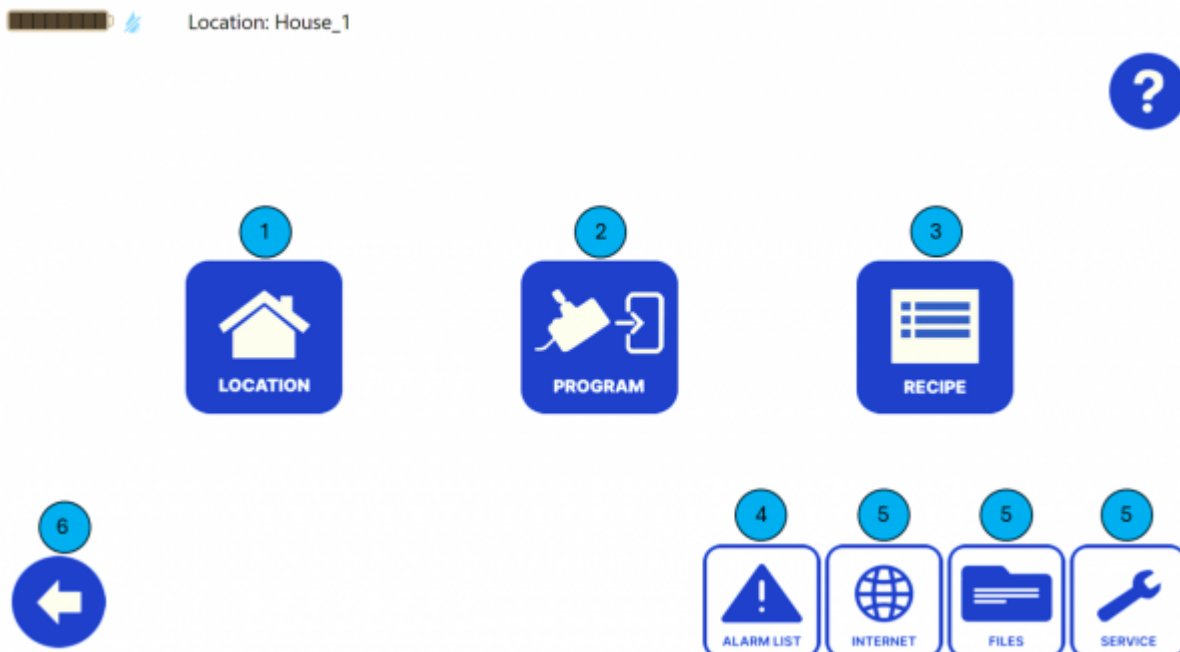 Location: House_1
?
1
2
3
LOCATION
PROGRAM
RECIPE
4
5
5
5
6
ALARM LIST
INTERNET
FILES
SERVICE